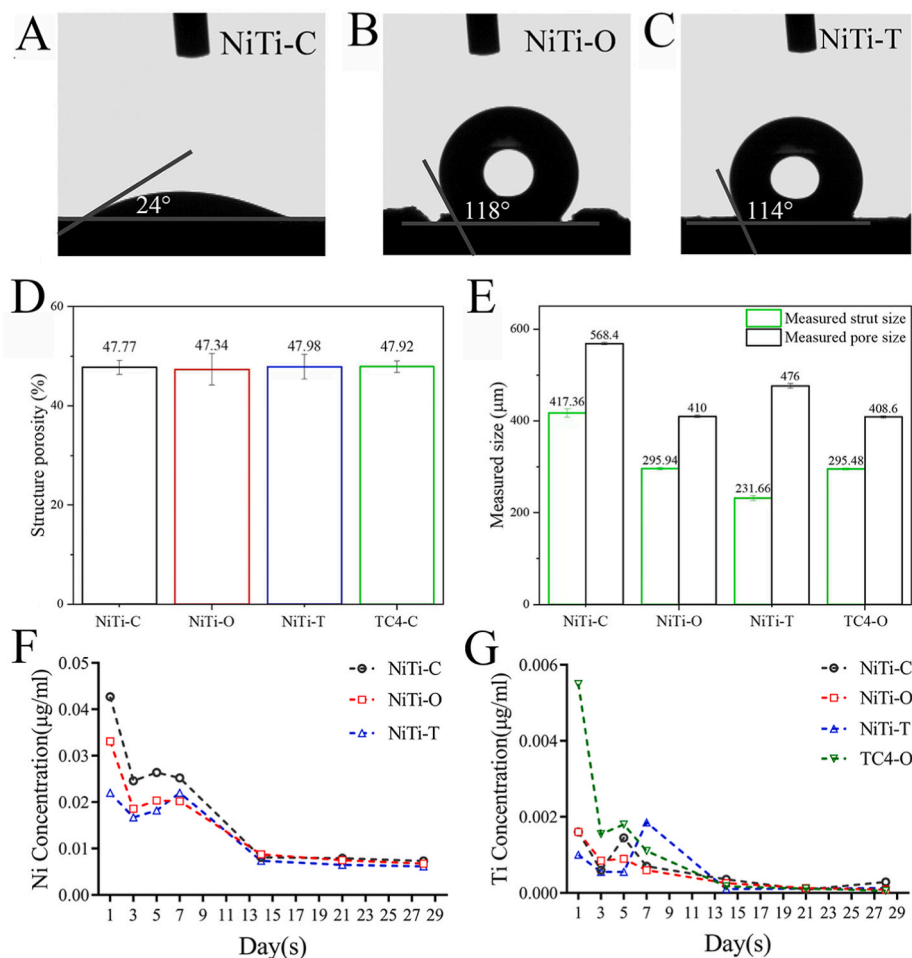 A
NiTi-C
24°
B
NiTi-O
118°
C
NiTi-T
114°
D
60
40
20
0
Structure porosity (%)
47.77
47.34
47.98
47.92
NiTi-C
NiTi-O
NiTi-T
TC4-C
E
Measured strut size
Measured pore size
600
400
200
0
Measured size (μm)
417.36
568.4
295.94
410
231.66
476
295.48
408.6
NiTi-C
NiTi-O
NiTi-T
TC4-O
F
NiTi-C
NiTi-O
NiTi-T
0.05
0.04
0.03
0.02
0.01
0.00
Ni Concentration(μg/ml)
1 3 5 7 9 11 13 15 17 19 21 23 25 27 29
Day(s)
G
NiTi-C
NiTi-O
NiTi-T
TC4-O
0.006
0.004
0.002
0.000
Ti Concentration(μg/ml)
1 3 5 7 9 11 13 15 17 19 21 23 25 27 29
Day(s)